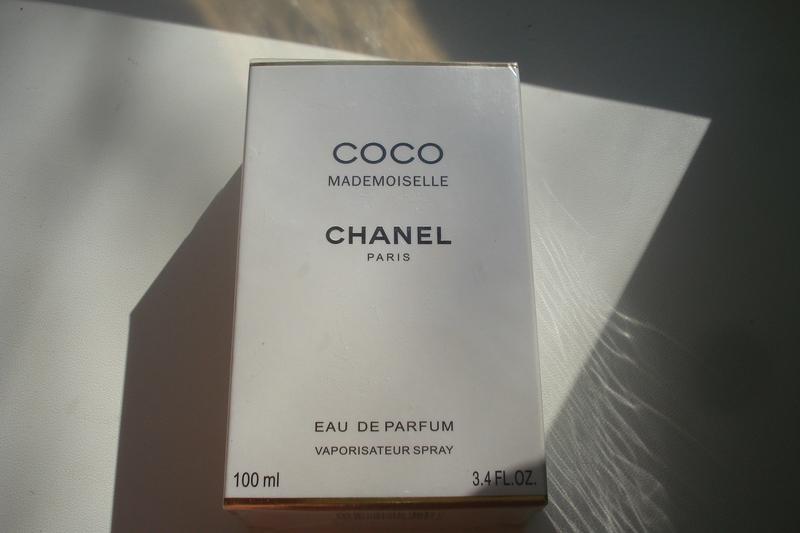 COCO
MADEMOISELLE
CHANEL
PARIS
EAU DE PARFUM
VAPORISATEUR SPRAY
100 ml 3.4 FL.OZ.